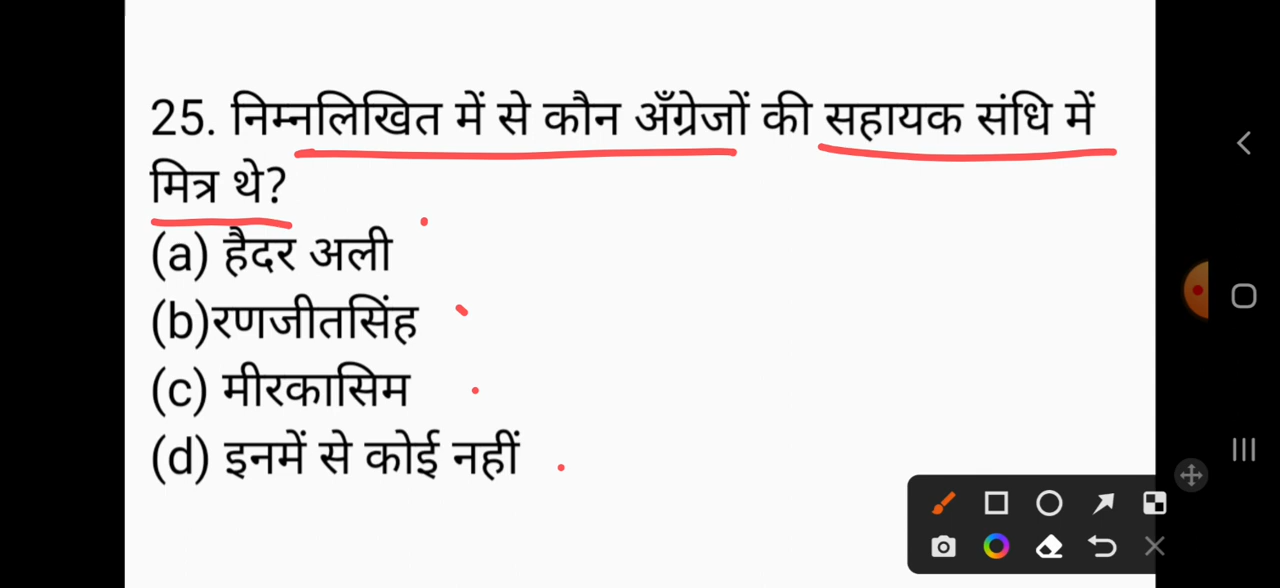 25. निम्नलिखित में से कौन अँग्रेजों की सहायक संधि में
मित्र थे?
(a) हैदर अली
(b)रणजीतसिंह
(c) मीरकासिम
(d) इनमें से कोई नहीं